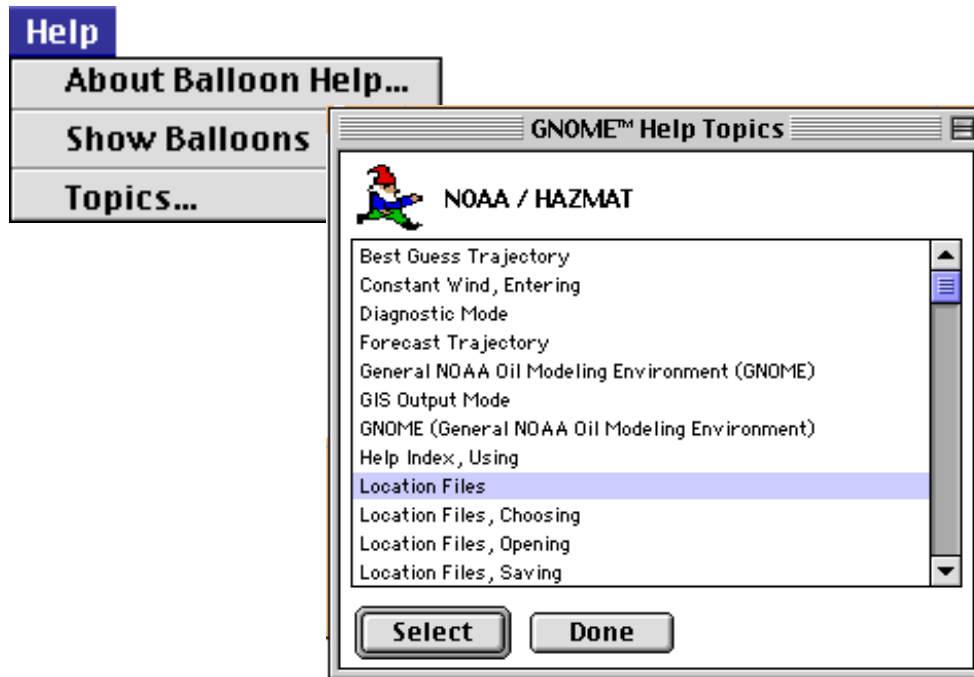 Help
About Balloon Help...
Show Balloons
Topics...
GNOME™ Help Topics
NOAA / HAZMAT
Best Guess Trajectory
Constant Wind, Entering
Diagnostic Mode
Forecast Trajectory
General NOAA Oil Modeling Environment (GNOME)
GIS Output Mode
GNOME (General NOAA Oil Modeling Environment)
Help Index, Using
Location Files
Location Files, Choosing
Location Files, Opening
Location Files, Saving
Select
Done